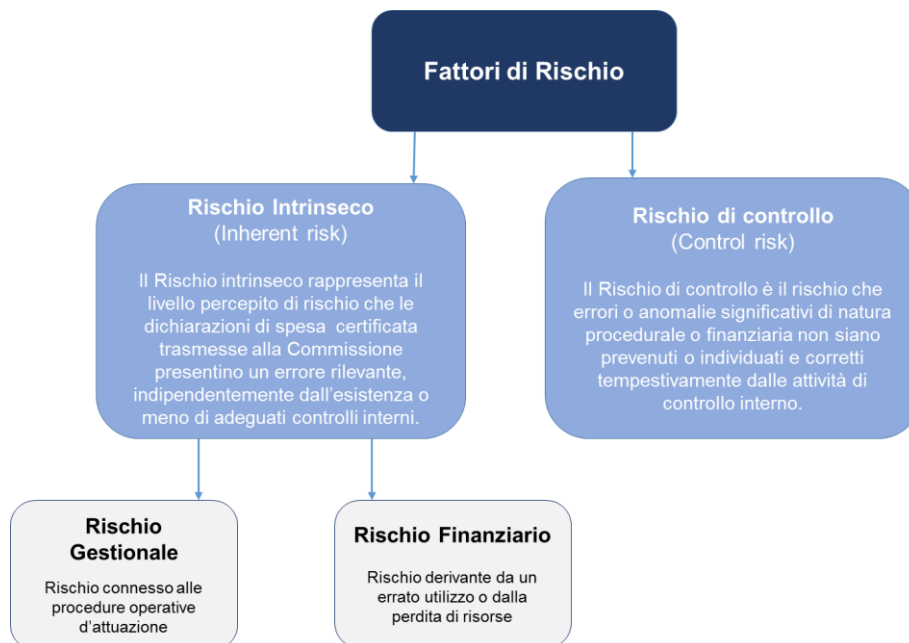 Fattori di Rischio
Rischio Intrinseco
(Inherent risk)
Il Rischio intrinseco rappresenta il
livello percepito di rischio che le
dichiarazioni di spesa certificata
trasmesse alla Commissione
presentino un errore rilevante,
indipendentemente dall'esistenza o
meno di adeguati controlli interni.
Rischio di controllo
(Control risk)
Il Rischio di controllo è il rischio che
errori o anomalie significativi di natura
procedurale o finanziaria non siano
prevenuti o individuati e corretti
tempestivamente dalle attività di
controllo interno.
Rischio
Gestionale
Rischio connesso alle
procedure operative
d'attuazione
Rischio Finanziario
Rischio derivante da un
errato utilizzo o dalla
perdita di risorse